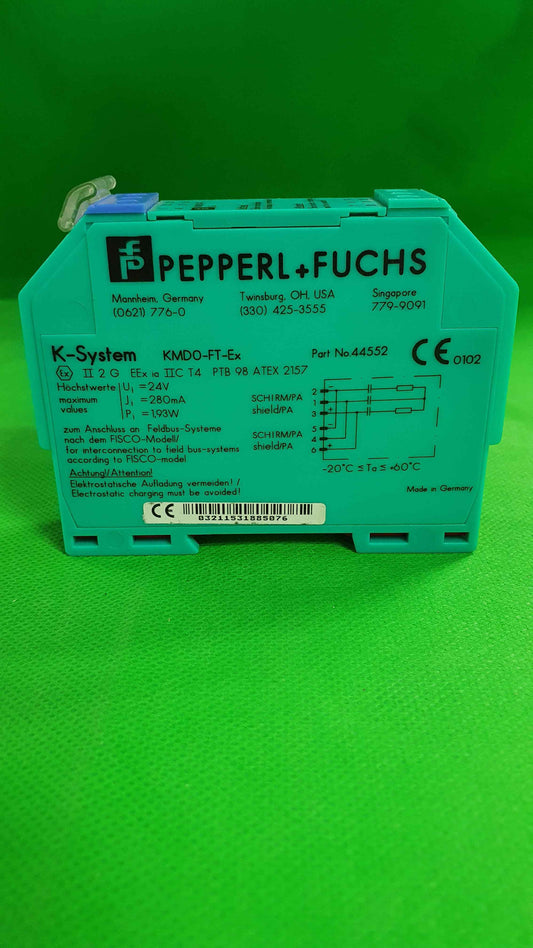 PEPPERL+FUCHS
Mannheim, Germany Twinsburg, OH, USA Singapore
(0621) 776-0 (330) 425-3555 779-9091
K-System KMD0-FT-Ex Part No.44552 CE 0102
Ex II 2 G EEx ia IIC T4 PTB 98 ATEX 2157
Höchstwerte U₁ = 24V
maximum J₁ = 280mA
values P₁ = 1,93W
zum Anschluss an Feldbus-Systeme
nach dem FISCO-Modell/
for interconnection to field bus-systems
according to FISCO-model
SCHIRM/PA
shield/PA
SCHIRM/PA
shield/PA
2 -
1
3 +
5 +
4 -
6
-20°C ≤ Ta ≤ +60°C
Achtung!/Attention!
Elektrostatische Aufladung vermeiden! /
Electrostatic charging must be avoided!
Made in Germany
CE 03211531885076